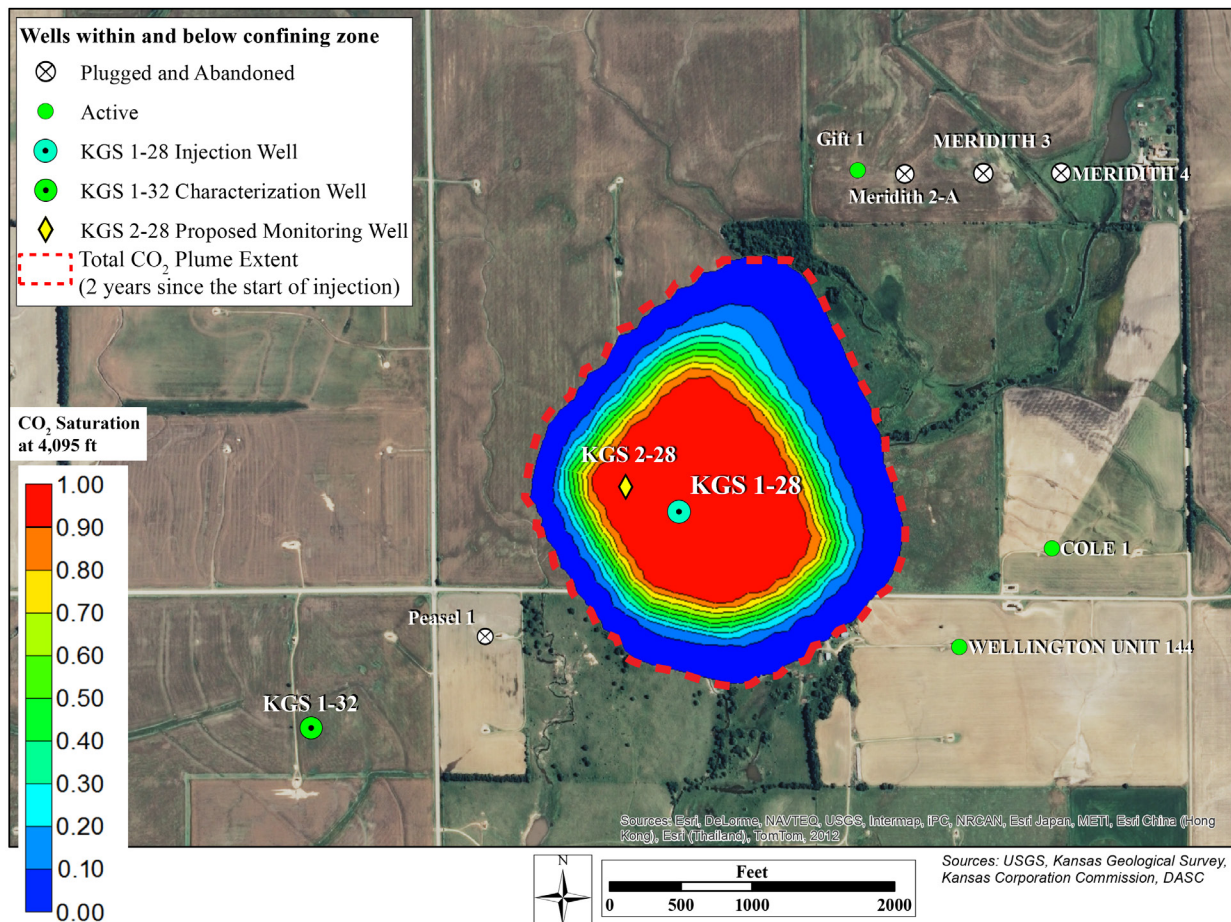 Wells within and below confining zone
Plugged and Abandoned
Active
KGS 1-28 Injection Well
KGS 1-32 Characterization Well
KGS 2-28 Proposed Monitoring Well
Total CO₂ Plume Extent
(2 years since the start of injection)
Gift 1
MERIDITH 3
Meridith 2-A
MERIDITH 4
CO₂ Saturation
at 4,095 ft
1.00
0.90
0.80
0.70
0.60
0.50
0.40
0.30
0.20
0.10
0.00
KGS 2-28
KGS 1-28
COLE 1
Peasel 1
WELLINGTON UNIT 144
KGS 1-32
Sources: Esri, DeLorme, NAVTEQ, USGS, Intermap, iPC, NRCAN, Esri Japan, METI, Esri China (Hong
Kong), Esri (Thailand), TomTom, 2012
N
Feet
0 500 1000 2000
Sources: USGS, Kansas Geological Survey,
Kansas Corporation Commission, DASC